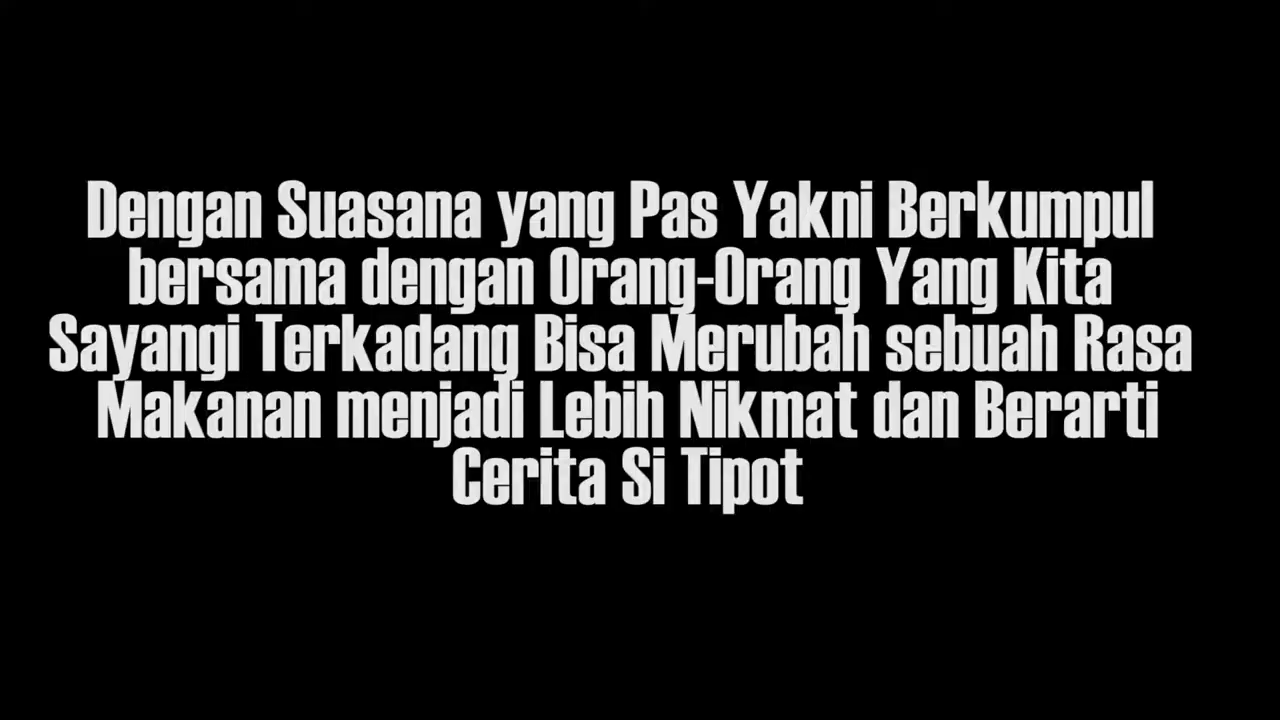 Dengan Suasana yang Pas Yakni Berkumpul
bersama dengan Orang-Orang Yang Kita
Sayangi Terkadang Bisa Merubah sebuah Rasa
Makanan menjadi Lebih Nikmat dan Berarti
Cerita Si Tipot